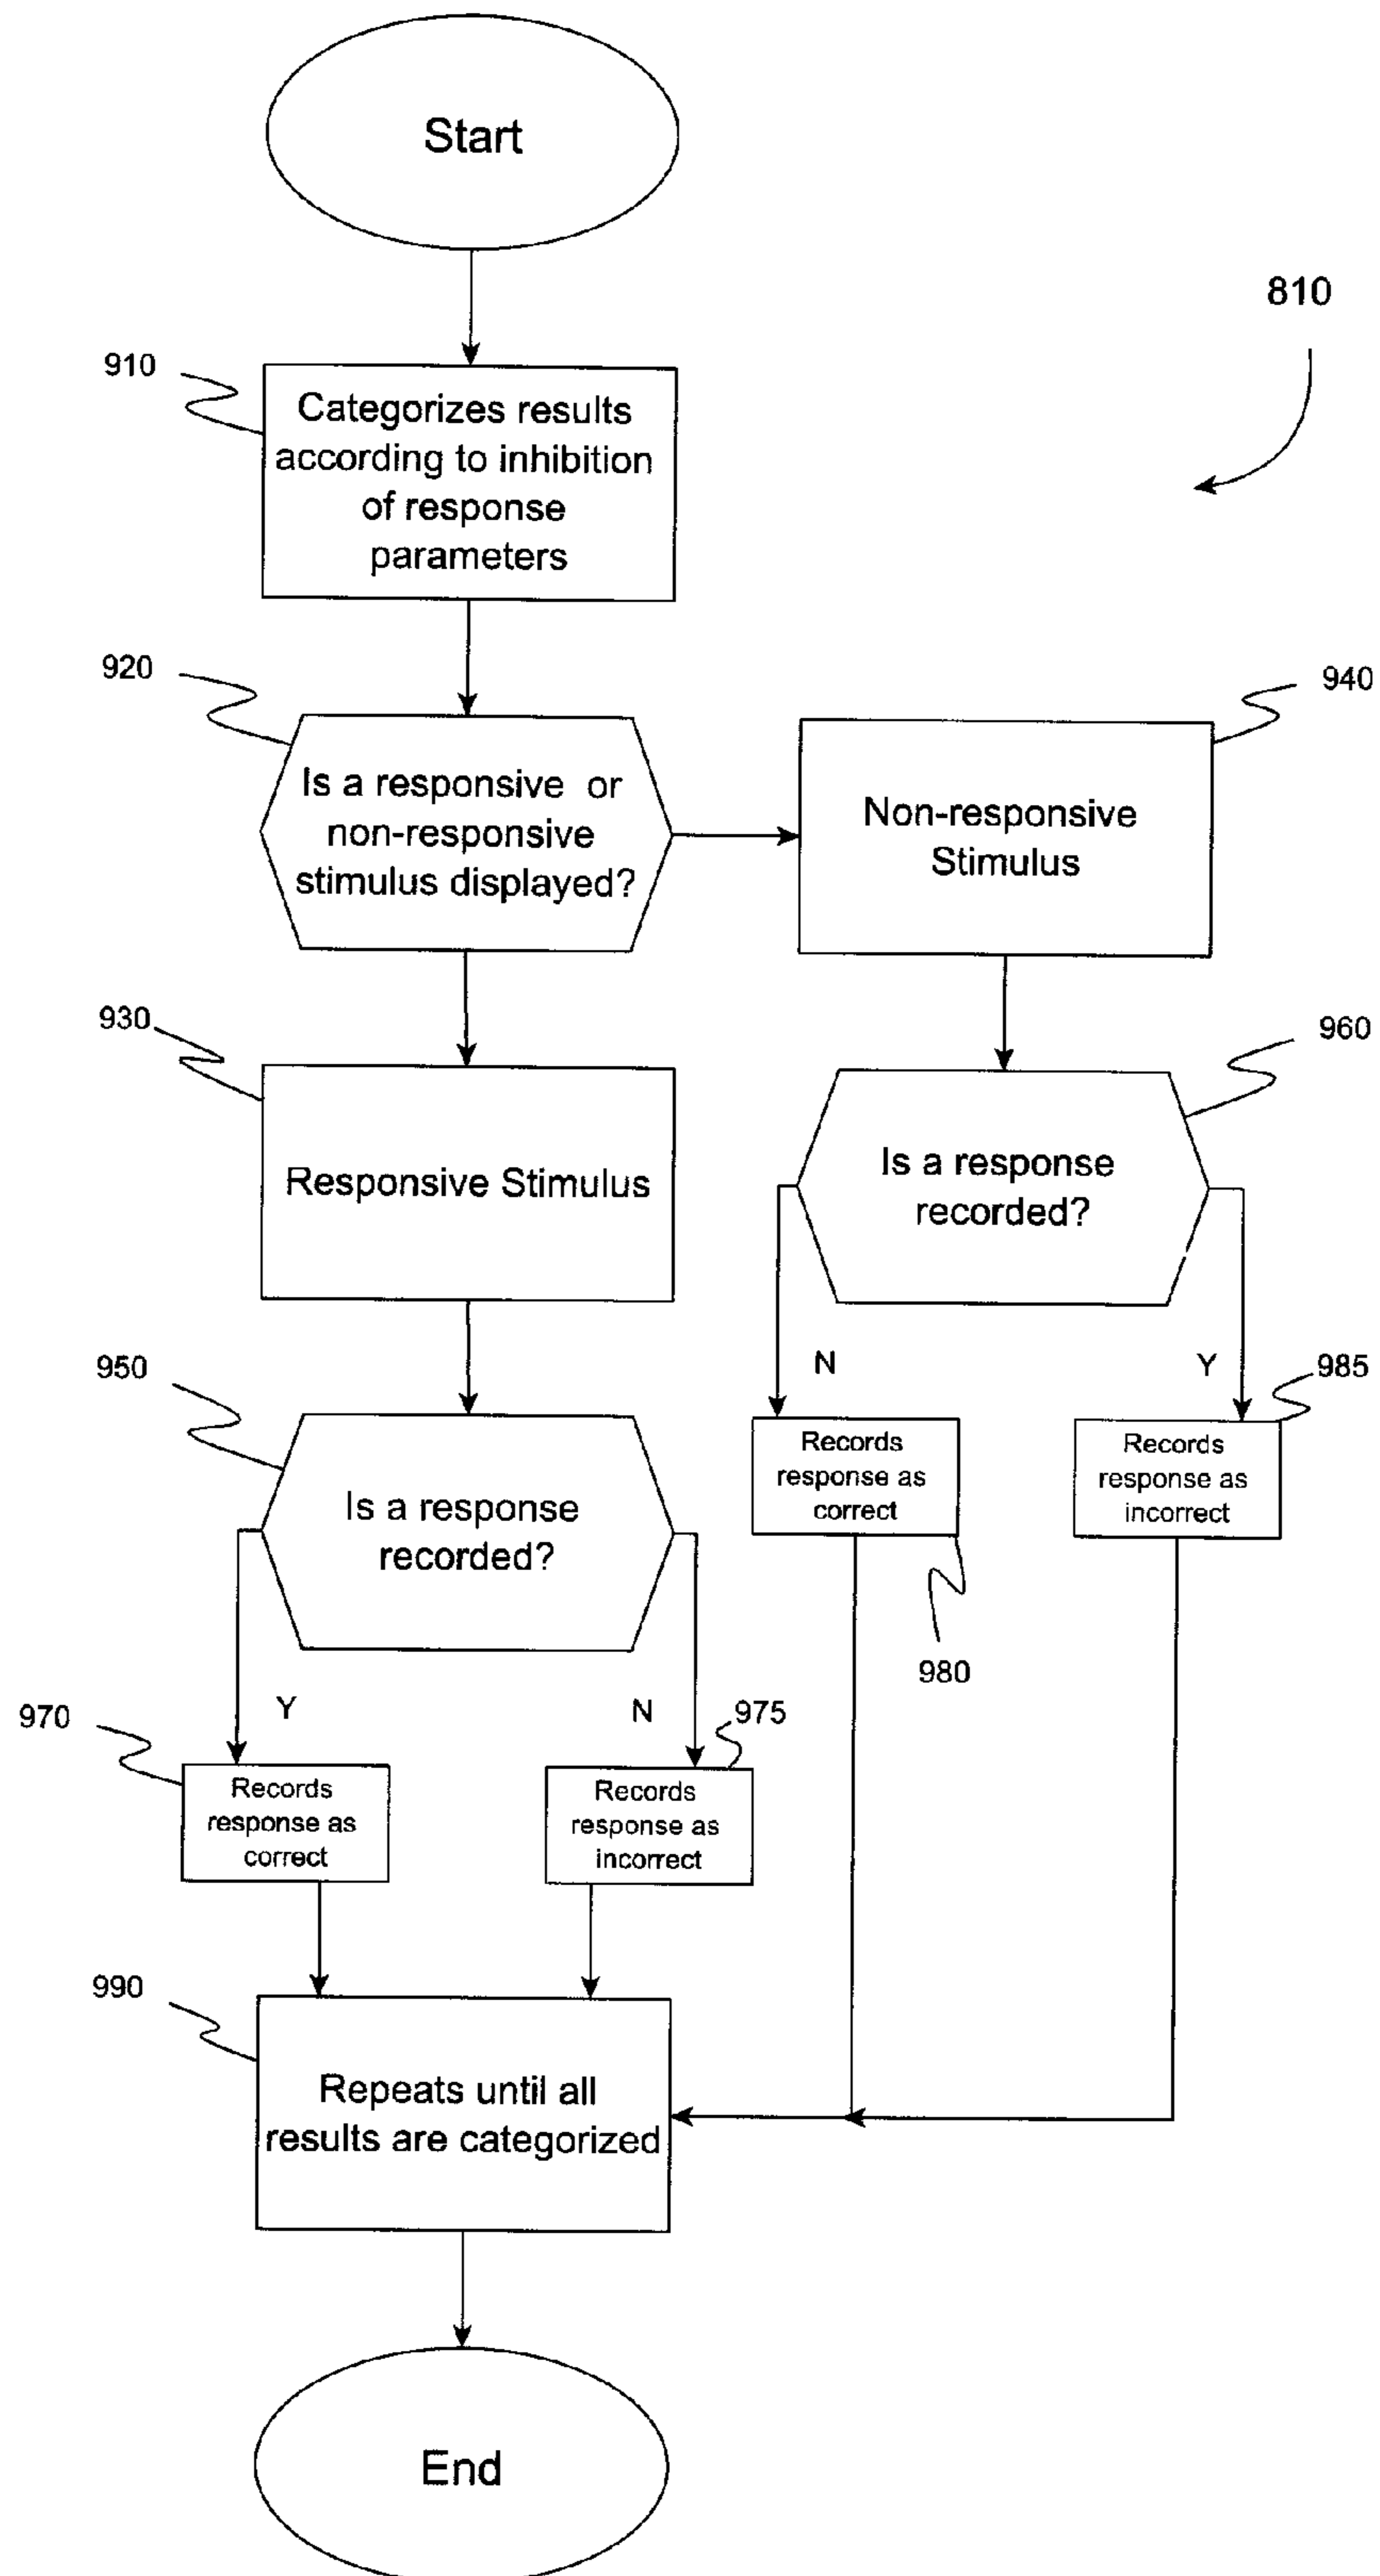 Start
810
910
Categorizes results
according to inhibition
of response
parameters
920
940
Is a responsive or
non-responsive
stimulus displayed?
Non-responsive
Stimulus
930
960
Responsive Stimulus
Is a response
recorded?
N
Y
950
985
Records
response as
correct
Records
response as
incorrect
Is a response
recorded?
980
Y
N
970
975
Records
response as
correct
Records
response as
incorrect
990
Repeats until all
results are categorized
End